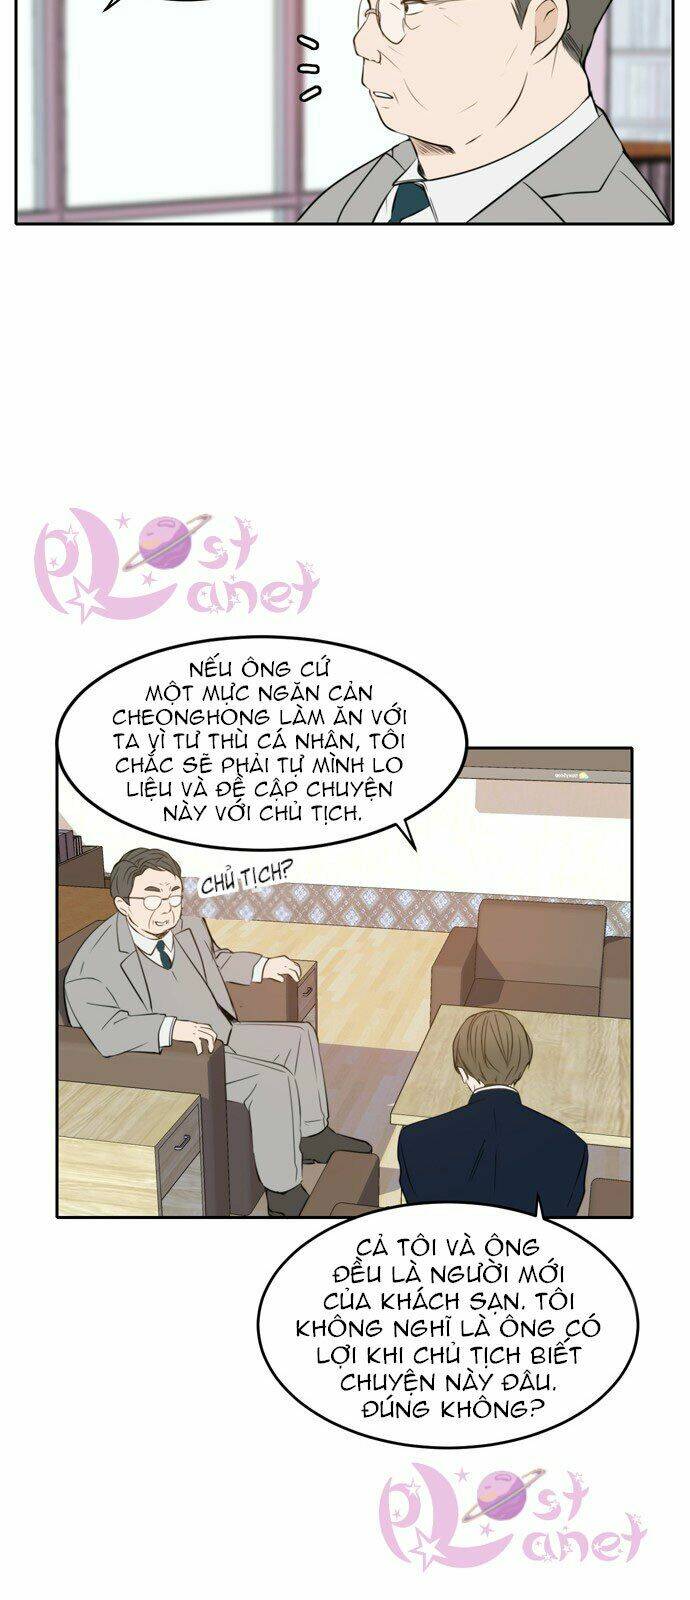 Lost
Planet
NẾU ÔNG CỨ
MỘT MỰC NGĂN CẢN
CHEONGHONG LÀM ĂN VỚI
TA VÌ TƯ THÙ CÁ NHÂN, TÔI
CHẮC SẼ PHẢI TỰ MÌNH LO
LIỆU VÀ ĐỀ CẬP CHUYỆN
NÀY VỚI CHỦ TỊCH.
CHỦ TỊCH?
CẢ TÔI VÀ ÔNG
ĐỀU LÀ NGƯỜI MỚI
CỦA KHÁCH SẠN. TÔI
KHÔNG NGHĨ LÀ ÔNG CÓ
LỢI KHI CHỦ TỊCH BIẾT
CHUYỆN NÀY ĐÂU.
ĐÚNG KHÔNG?
Lost
Planet